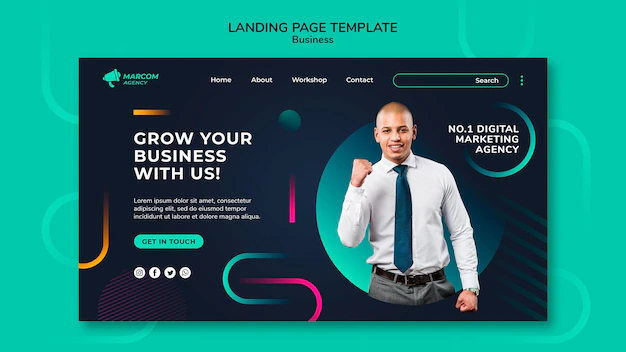 LANDING PAGE TEMPLATE
Business
MARCOM
AGENCY
Home About Workshop Contact Search
GROW YOUR
BUSINESS
WITH US!
NO.1 DIGITAL
MARKETING
AGENCY
Lorem ipsum dolor sit amet, consectetur
adipiscing elit, sed do eiusmod tempor
incididunt ut labore et dolore magna aliqua.
GET IN TOUCH